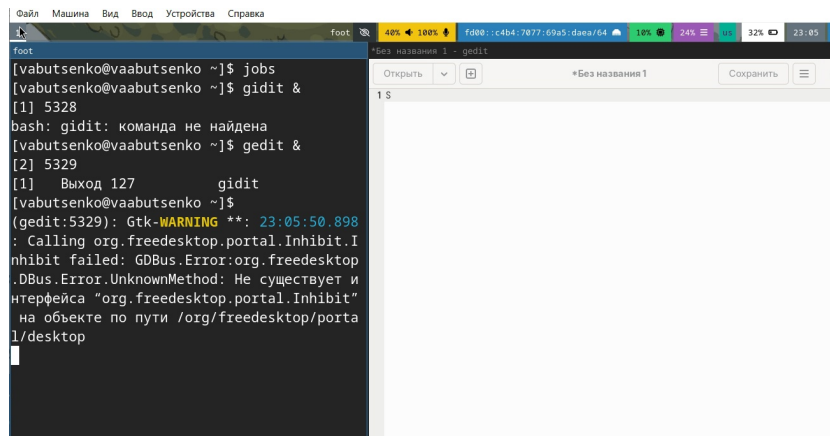 Файл Машина Вид Ввод Устройства Справка
1 foot 40% 100% fd00::c4b4:7077:69a5:daea/64 10% 24% us 32% 23:05
foot
[vabutsenko@vaabutsenko ~]$ jobs
[vabutsenko@vaabutsenko ~]$ gidit &
[1] 5328
bash: gidit: команда не найдена
[vabutsenko@vaabutsenko ~]$ gedit &
[2] 5329
[1] Выход 127 gidit
[vabutsenko@vaabutsenko ~]$
(gedit:5329): Gtk-WARNING **: 23:05:50.898
: Calling org.freedesktop.portal.Inhibit.I
nhibit failed: GDBus.Error:org.freedesktop
.DBus.Error.UnknownMethod: Не существует и
нтерфейса “org.freedesktop.portal.Inhibit”
на объекте по пути /org/freedesktop/porta
l/desktop
*Без названия 1 - gedit
Открыть *Без названия 1 Сохранить
1 S